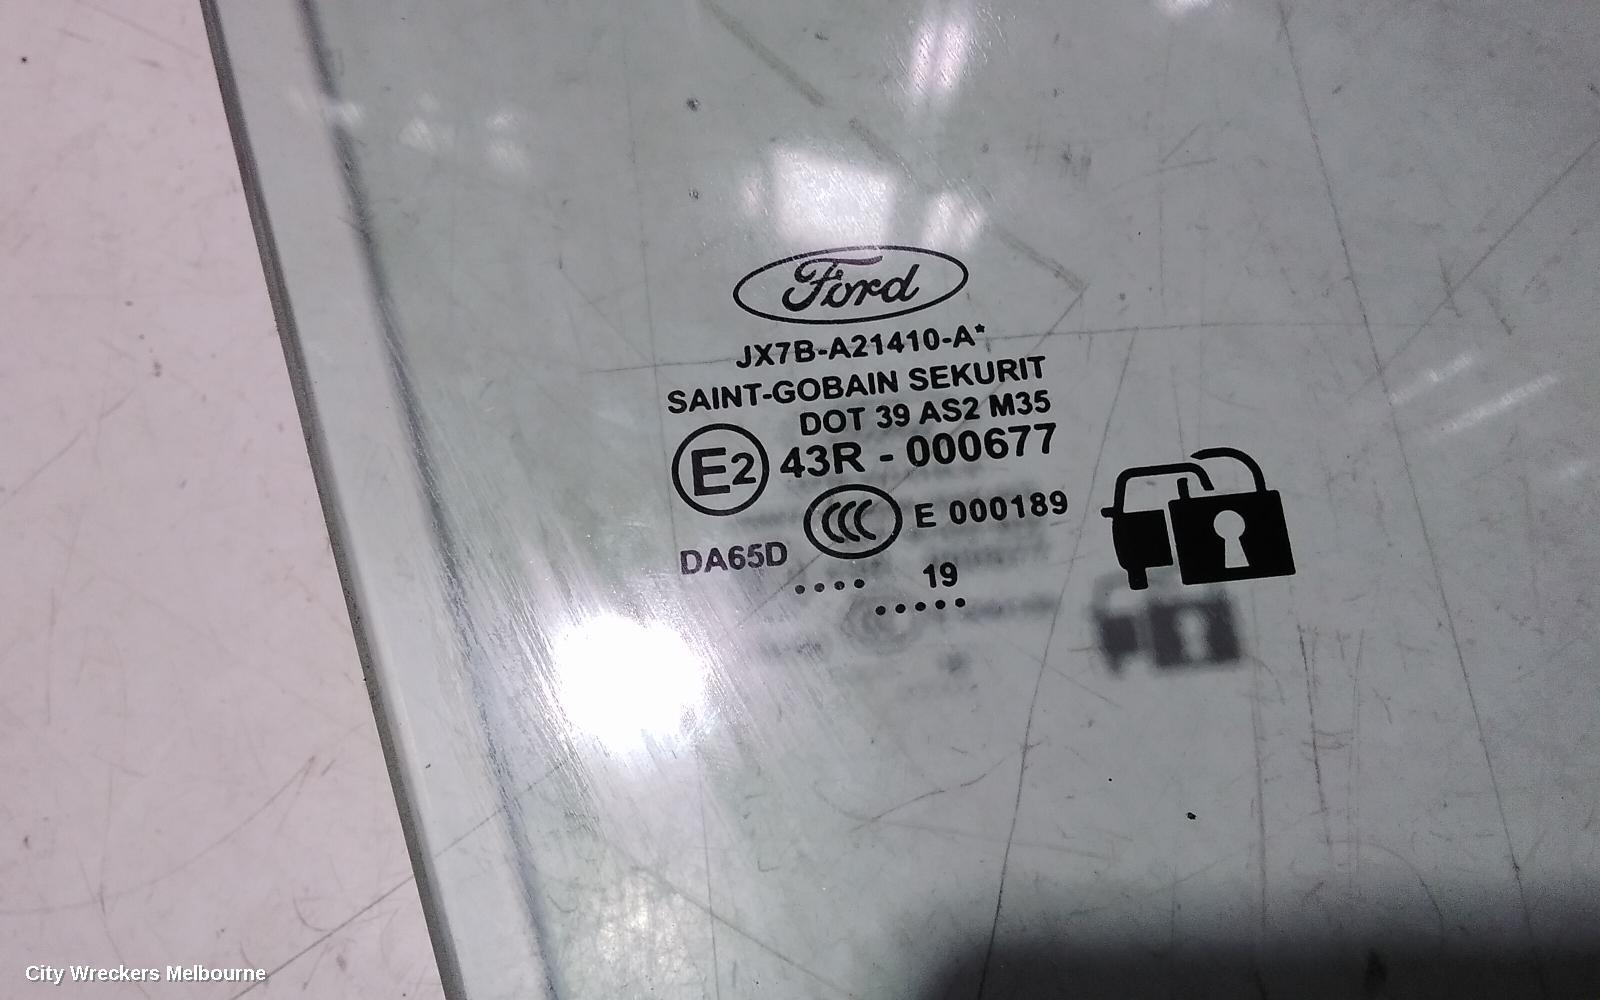 Ford
JX7B-A21410-A*
SAINT-GOBAIN SEKURIT
DOT 39 AS2 M35
E2 43R - 000677
CCC E 000189
DA65D
.... 19
.....
City Wreckers Melbourne